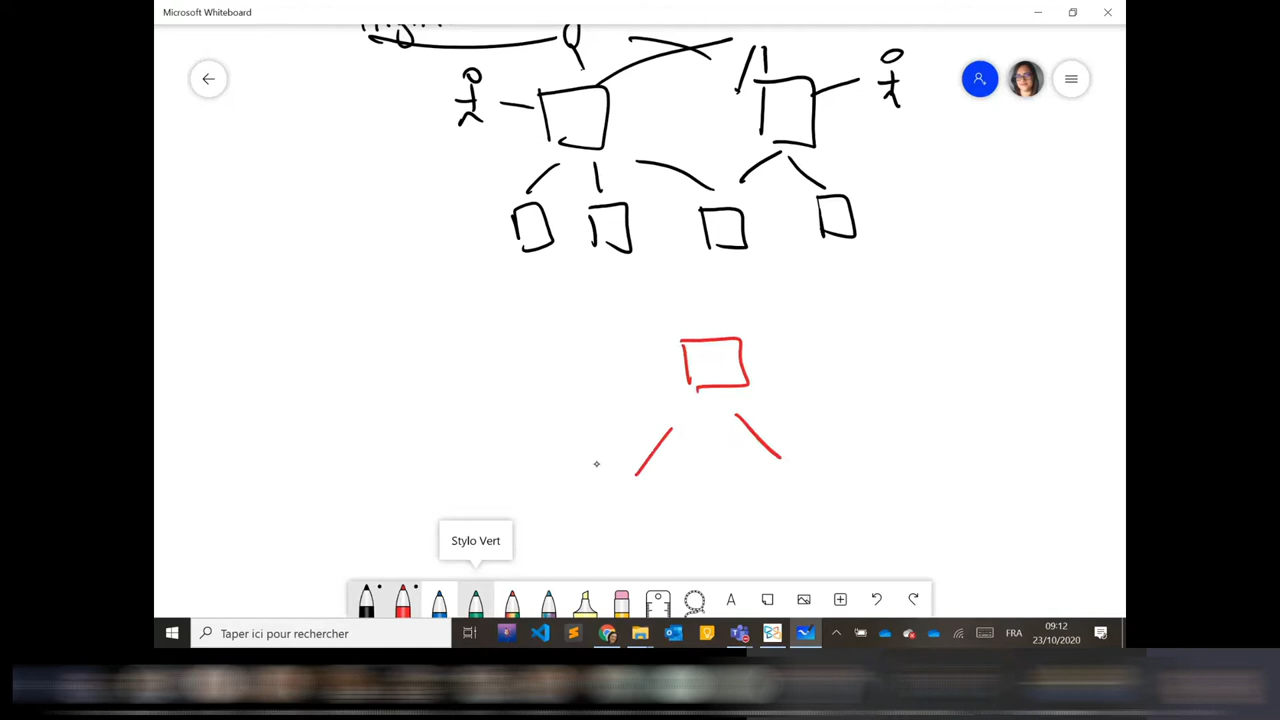 Microsoft Whiteboard
Stylo Vert
A
Taper ici pour rechercher
FRA
09:12
23/10/2020